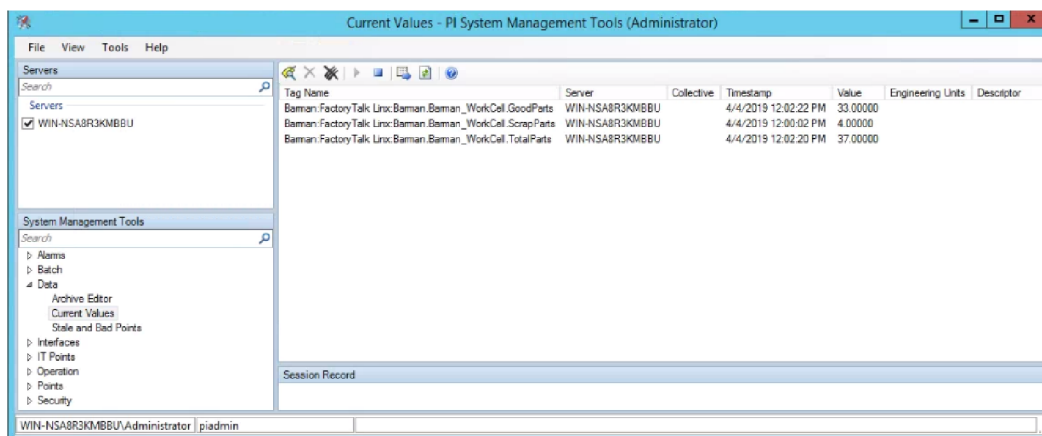 Current Values - PI System Management Tools (Administrator)
File View Tools Help
Servers
Search
Servers
WIN-NSA8R3KMBBU
System Management Tools
Search
Alarms
Batch
Data
Archive Editor
Current Values
Stale and Bad Points
Interfaces
IT Points
Operation
Points
Security
Tag Name Server Collective Timestamp Value Engineering Units Descriptor
Barman:FactoryTalk Linx:Barman.Barman_WorkCell.GoodParts WIN-NSA8R3KMBBU 4/4/2019 12:02:22 PM 33.00000
Barman:FactoryTalk Linx:Barman.Barman_WorkCell.ScrapParts WIN-NSA8R3KMBBU 4/4/2019 12:00:02 PM 4.00000
Barman:FactoryTalk Linx:Barman.Barman_WorkCell.TotalParts WIN-NSA8R3KMBBU 4/4/2019 12:02:20 PM 37.00000
Session Record
WIN-NSA8R3KMBBU\Administrator piadmin